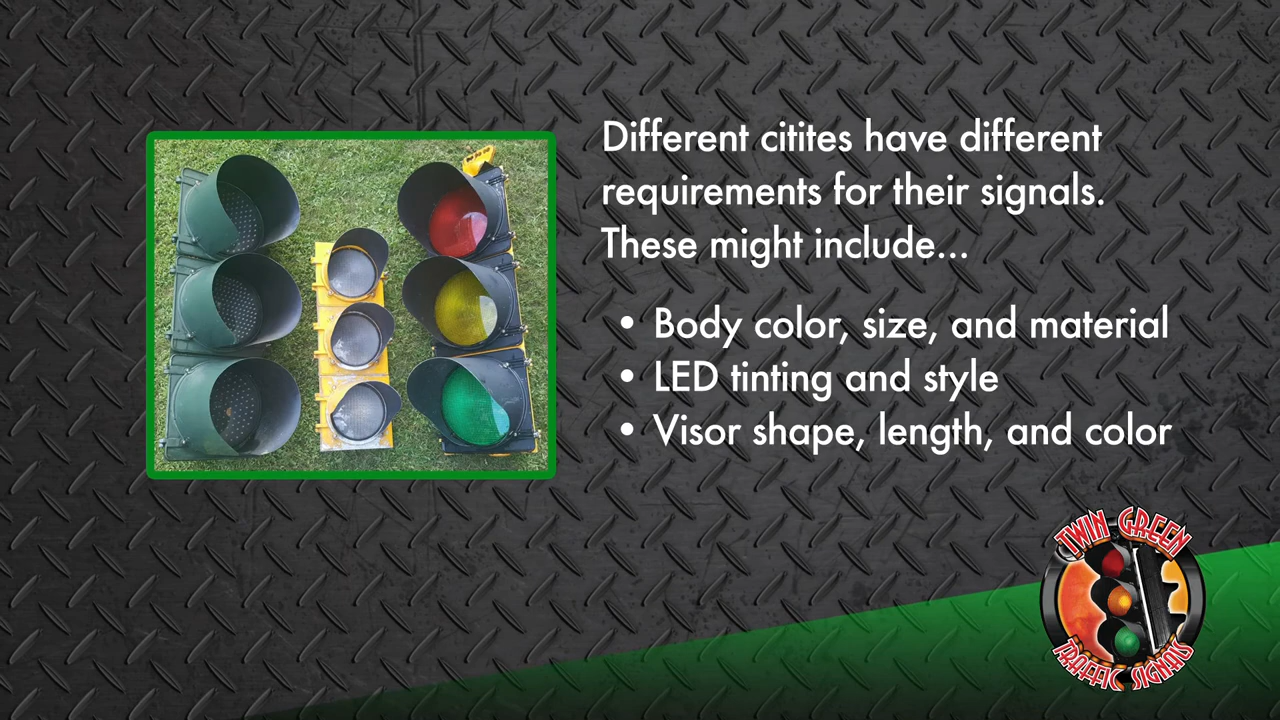 Different citites have different
requirements for their signals.
These might include...
• Body color, size, and material
• LED tinting and style
• Visor shape, length, and color
TWIN GREEN
TRAFFIC SIGNALS